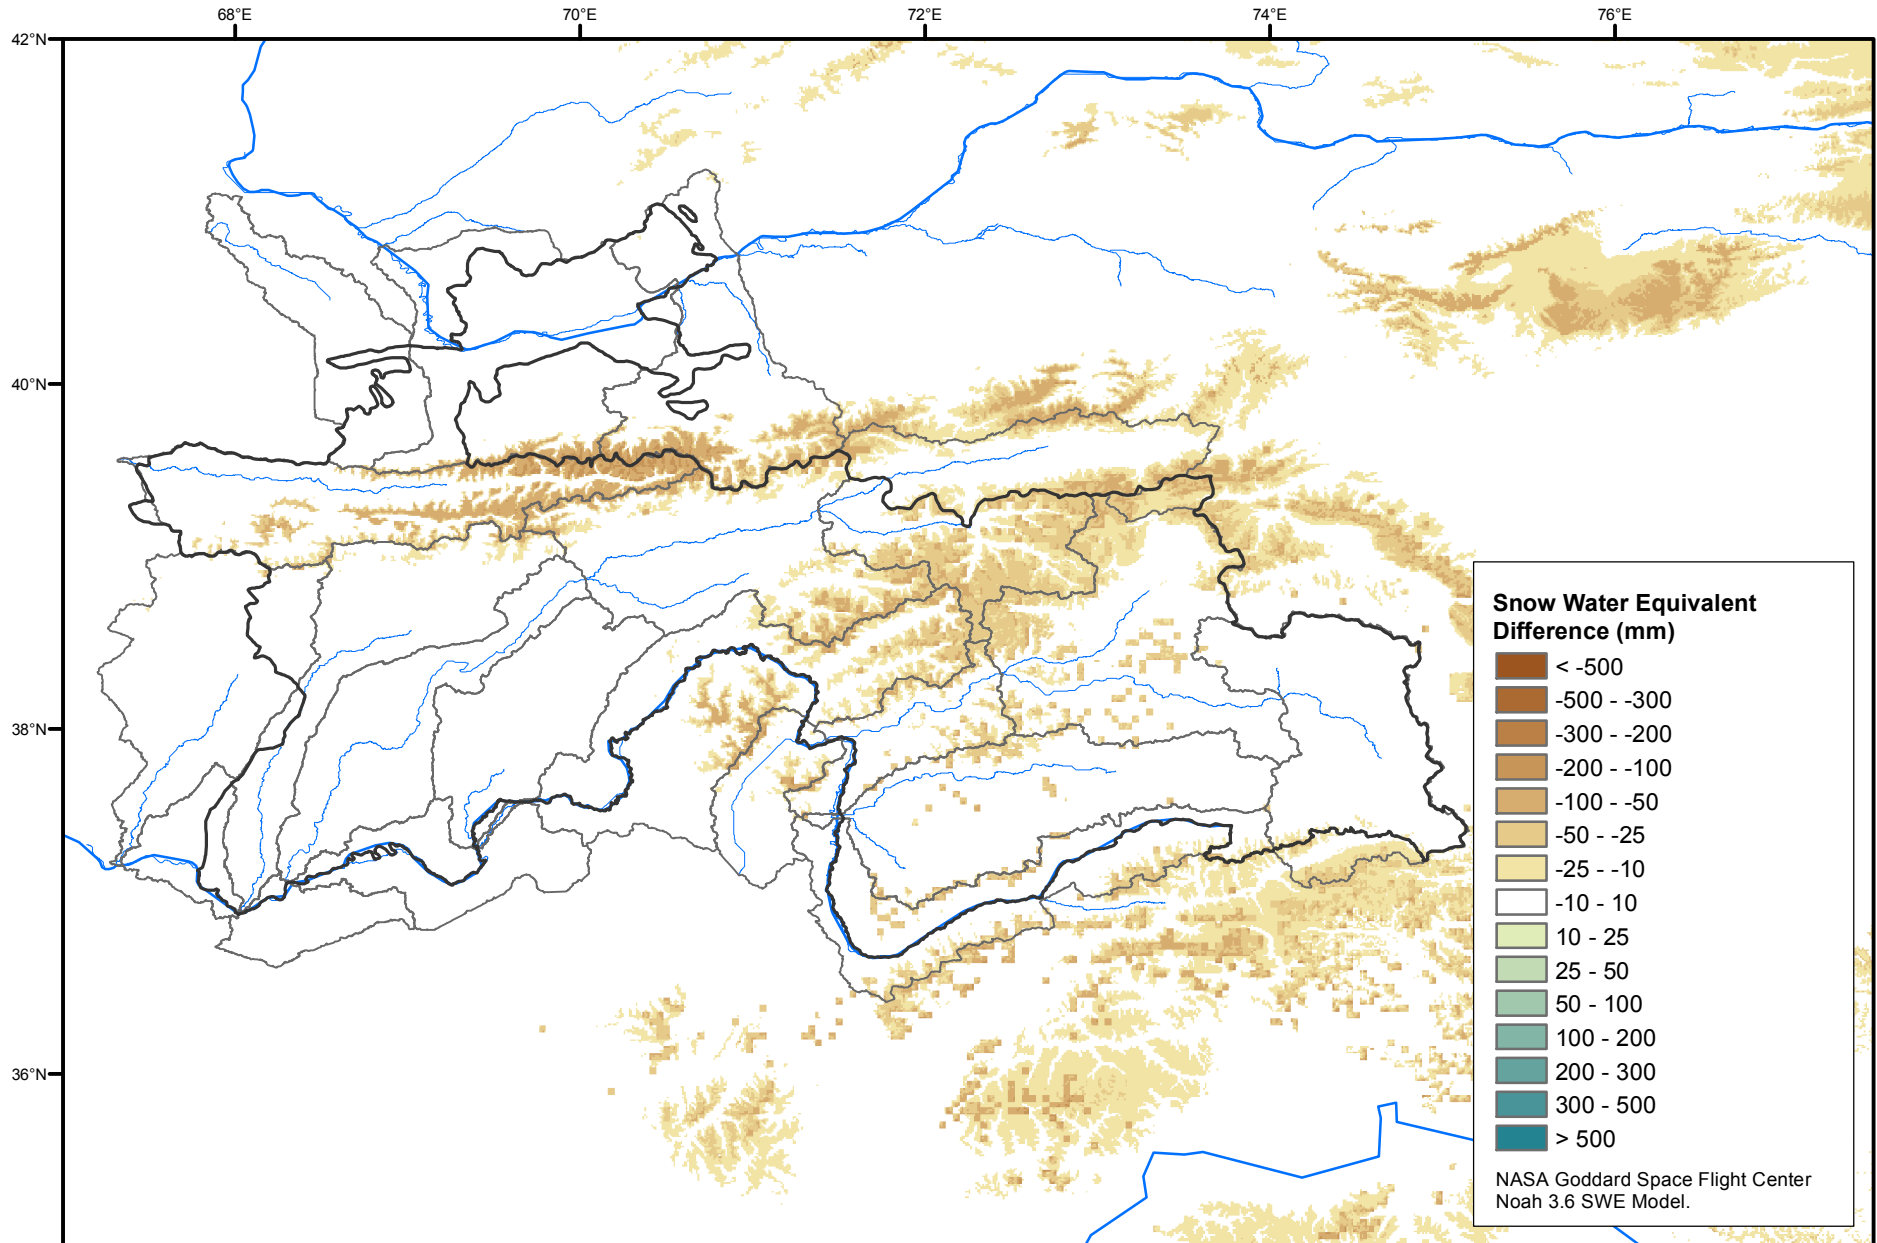 68°E
70°E
72°E
74°E
76°E
42°N
40°N
38°N
36°N
Snow Water Equivalent
Difference (mm)
< -500
-500 - -300
-300 - -200
-200 - -100
-100 - -50
-50 - -25
-25 - -10
-10 - 10
10 - 25
25 - 50
50 - 100
100 - 200
200 - 300
300 - 500
> 500
NASA Goddard Space Flight Center
Noah 3.6 SWE Model.